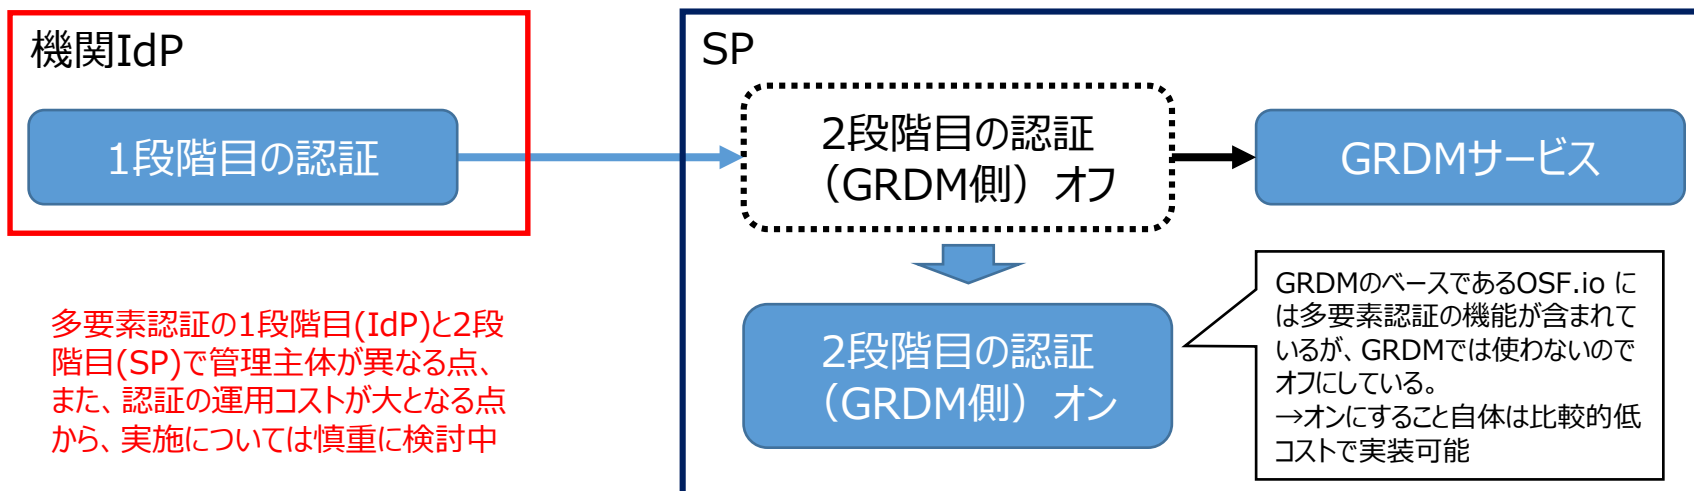 機関IdP
1段階目の認証
SP
2段階目の認証
（GRDM側）オフ
GRDMサービス
2段階目の認証
（GRDM側）オン
GRDMのベースであるOSF.io に
は多要素認証の機能が含まれて
いるが、GRDMでは使わないので
オフにしている。
→オンにすること自体は比較的低
コストで実装可能
多要素認証の1段階目(IdP)と2段
階目(SP)で管理主体が異なる点、
また、認証の運用コストが大となる点
から、実施については慎重に検討中